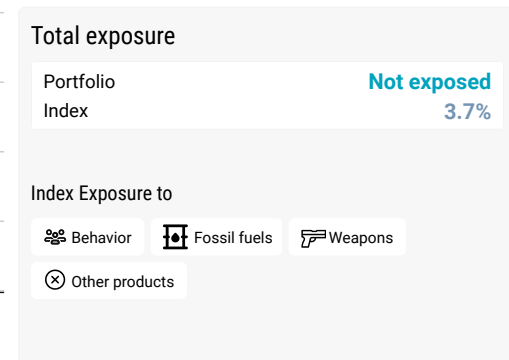 Total exposure
Portfolio Not exposed
Index 3.7%
Index Exposure to
Behavior Fossil fuels Weapons
Other products